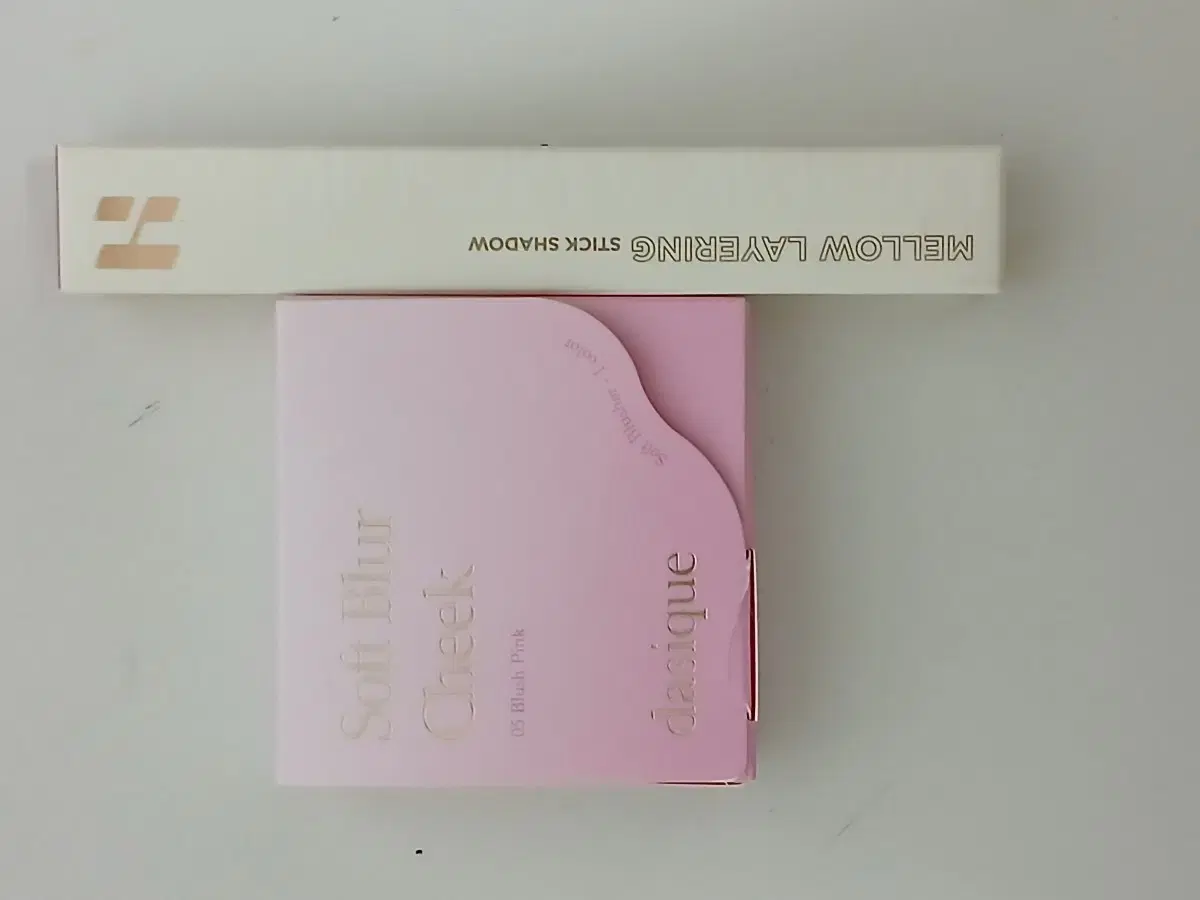 MELLOW LAYERING STICK SHADOW
Soft Blur
Cheek
05 Blush Pink
Soft Blusher - 1 color
dasique